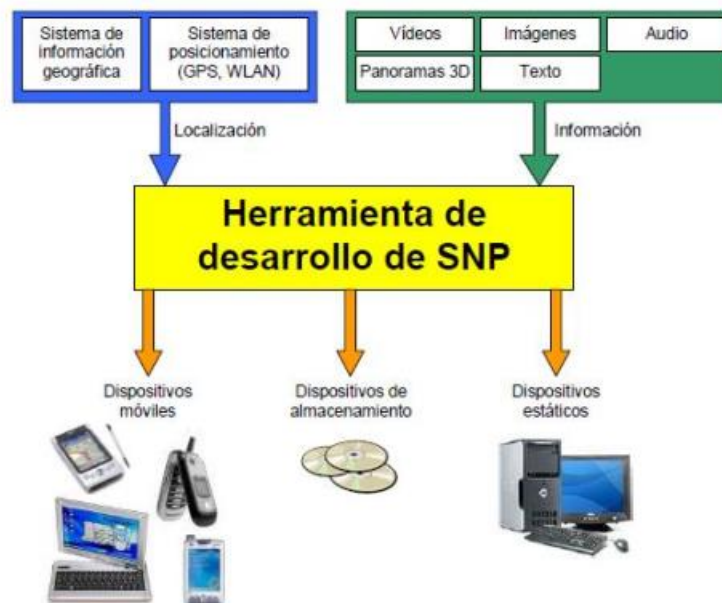 Sistema de
información
geográfica
Sistema de
posicionamiento
(GPS, WLAN)
Vídeos
Imágenes
Audio
Panoramas 3D
Texto
Localización
Información
Herramienta de
desarrollo de SNP
Dispositivos
móviles
Dispositivos de
almacenamiento
Dispositivos
estáticos